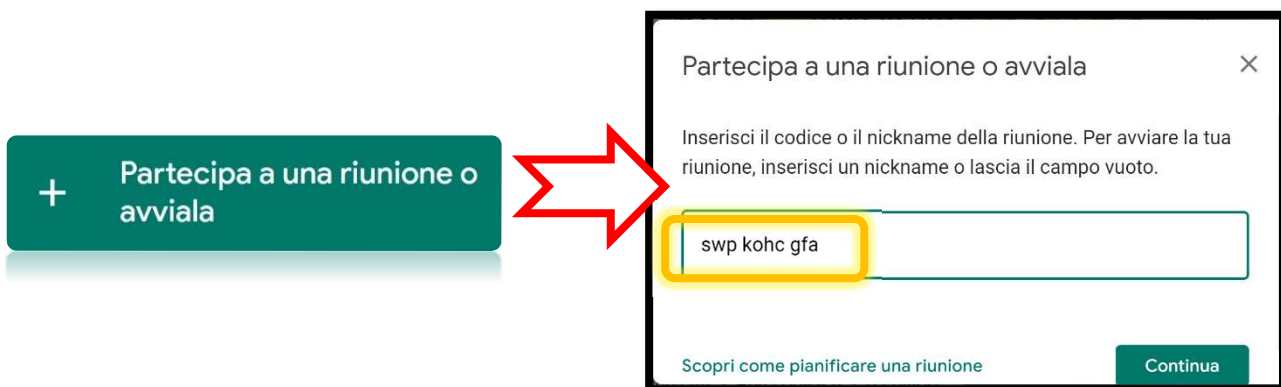 + Partecipa a una riunione o
avviala
Partecipa a una riunione o avviala
Inserisci il codice o il nickname della riunione. Per avviare la tua
riunione, inserisci un nickname o lascia il campo vuoto.
swp kohc gfa
Scopri come pianificare una riunione
Continua